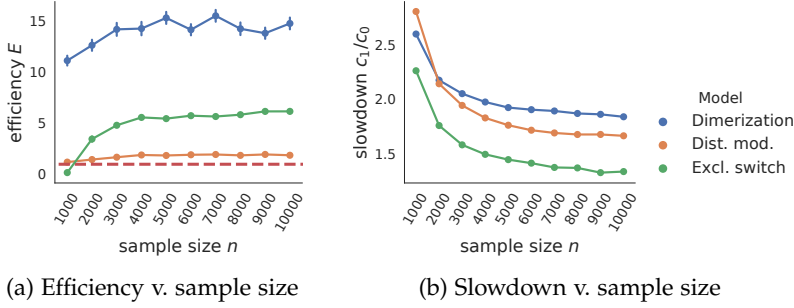 15
10
5
0
efficiency E
1000
2000
3000
4000
5000
6000
7000
8000
9000
10000
sample size n
(a) Efficiency v. sample size
2.5
2.0
1.5
slowdown c₁/c₀
1000
2000
3000
4000
5000
6000
7000
8000
9000
10000
sample size n
(b) Slowdown v. sample size
Model
Dimerization
Dist. mod.
Excl. switch